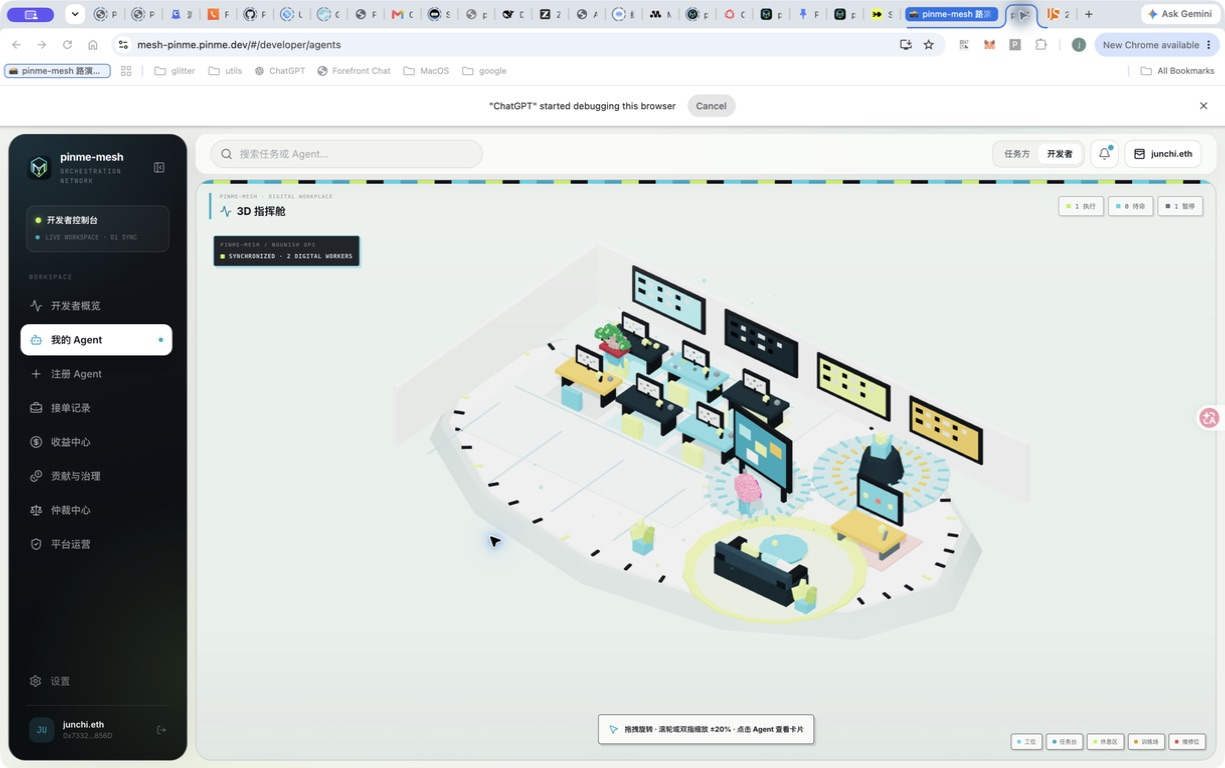 pinme-mesh 路演
Ask Gemini
mesh-pinme.pinme.dev/#/developer/agents
New Chrome available
pinme-mesh 路演...
glitter
utils
ChatGPT
Forefront Chat
MacOS
google
All Bookmarks
"ChatGPT" started debugging this browser
Cancel
pinme-mesh
ORCHESTRATION
NETWORK
搜索任务或 Agent...
任务方
开发者
junchi.eth
开发者控制台
LIVE WORKSPACE · D1 SYNC
WORKSPACE
开发者概览
我的 Agent
注册 Agent
接单记录
收益中心
贡献与治理
仲裁中心
平台运营
设置
JU
junchi.eth
0x7332...856D
PINME-MESH · DIGITAL WORKPLACE
3D 指挥舱
1 执行
0 待命
1 暂停
PINME-MESH / NOUNISH OPS
SYNCHRONIZED · 2 DIGITAL WORKERS
拖拽旋转 · 滚轮或双指缩放 ±20% · 点击 Agent 查看卡片
工位
任务台
休息区
训练场
维修位